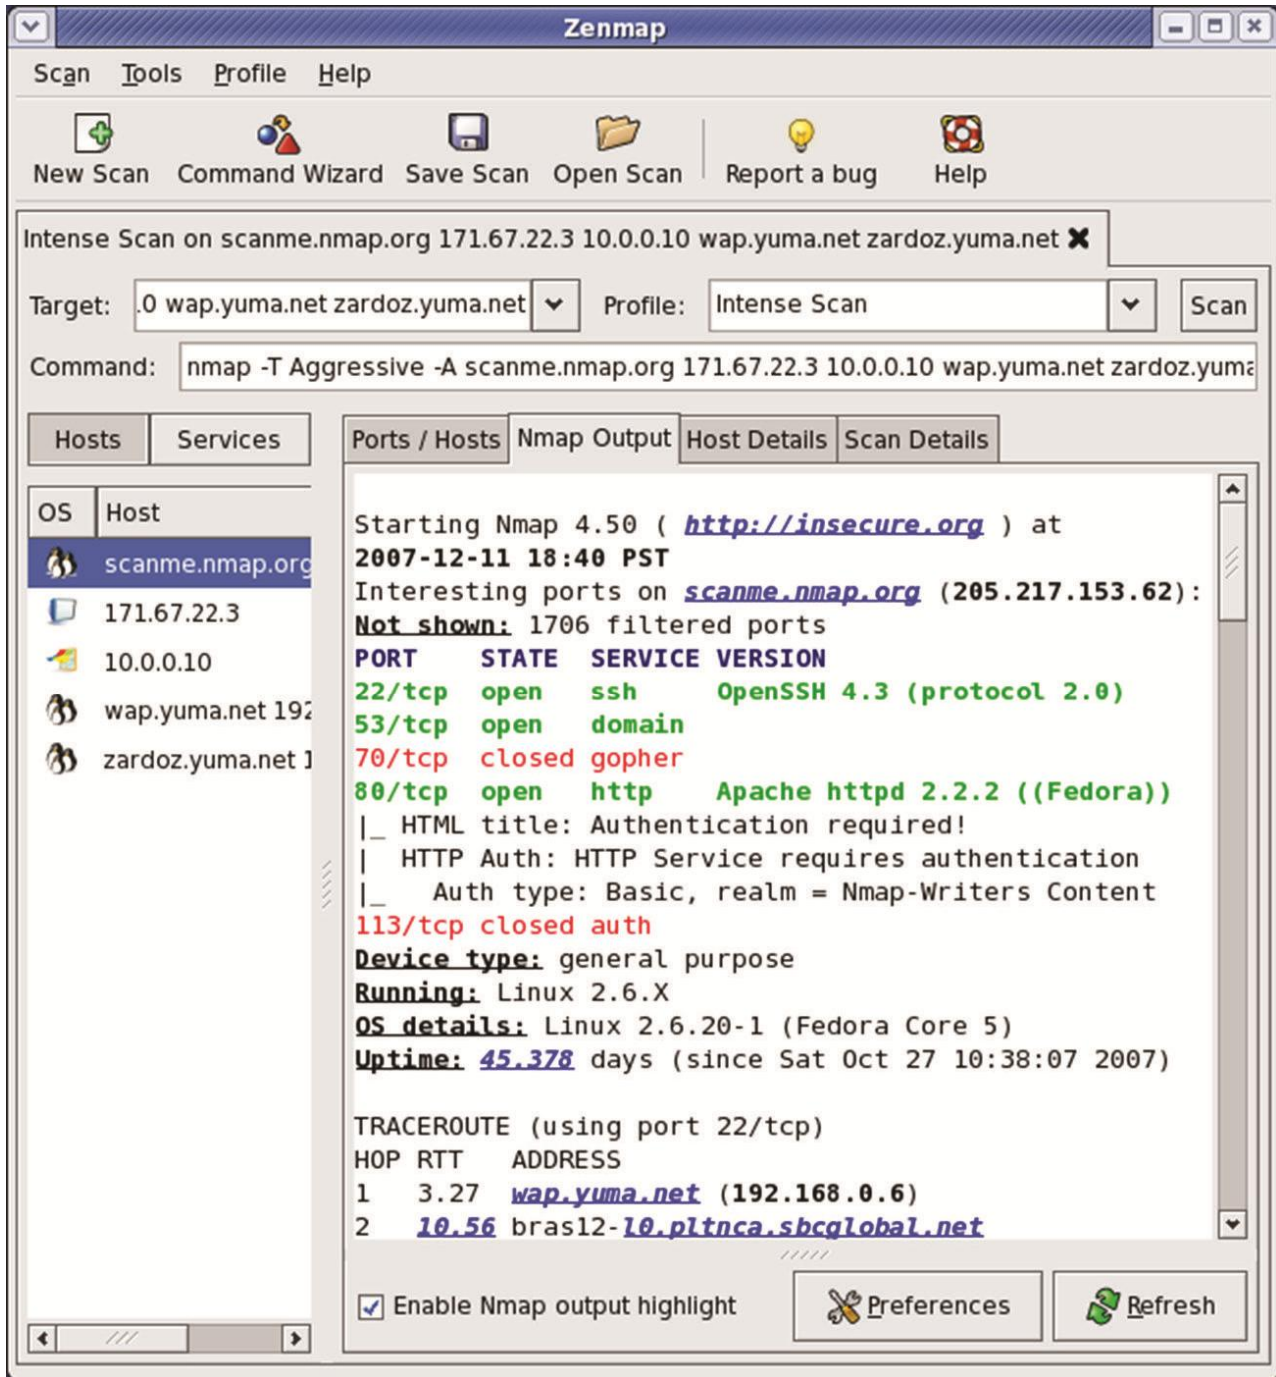 Zenmap
Scan Tools Profile Help
New Scan Command Wizard Save Scan Open Scan Report a bug Help
Intense Scan on scanme.nmap.org 171.67.22.3 10.0.0.10 wap.yuma.net zardoz.yuma.net
Target: .0 wap.yuma.net zardoz.yuma.net Profile: Intense Scan Scan
Command: nmap -T Aggressive -A scanme.nmap.org 171.67.22.3 10.0.0.10 wap.yuma.net zardoz.yuma
Hosts Services
OS Host
scanme.nmap.org
171.67.22.3
10.0.0.10
wap.yuma.net 192
zardoz.yuma.net 1
Ports / Hosts Nmap Output Host Details Scan Details
Starting Nmap 4.50 ( http://insecure.org ) at
2007-12-11 18:40 PST
Interesting ports on scanme.nmap.org (205.217.153.62):
Not shown: 1706 filtered ports
PORT STATE SERVICE VERSION
22/tcp open ssh OpenSSH 4.3 (protocol 2.0)
53/tcp open domain
70/tcp closed gopher
80/tcp open http Apache httpd 2.2.2 ((Fedora))
|_ HTML title: Authentication required!
| HTTP Auth: HTTP Service requires authentication
|_ Auth type: Basic, realm = Nmap-Writers Content
113/tcp closed auth
Device type: general purpose
Running: Linux 2.6.X
OS details: Linux 2.6.20-1 (Fedora Core 5)
Uptime: 45.378 days (since Sat Oct 27 10:38:07 2007)
TRACEROUTE (using port 22/tcp)
HOP RTT ADDRESS
1 3.27 wap.yuma.net (192.168.0.6)
2 10.56 bras12-l0.pltnca.sbcglobal.net
Enable Nmap output highlight Preferences Refresh